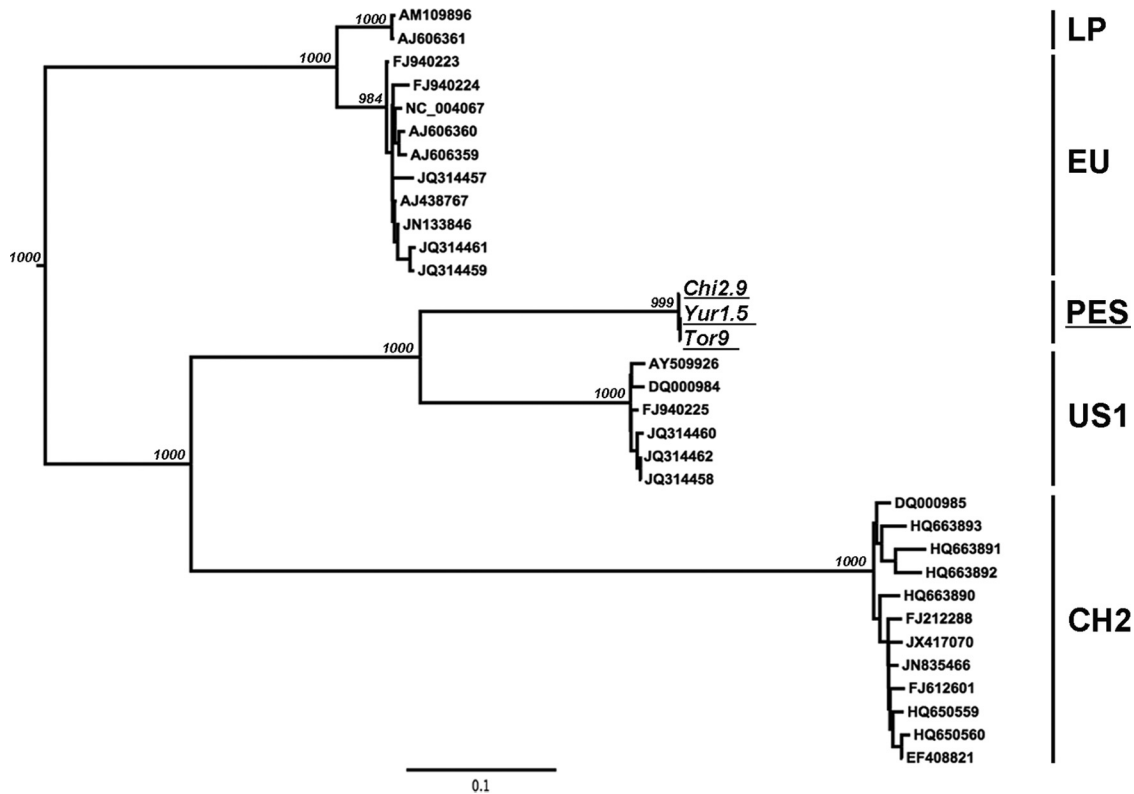 1000 AM109896
AJ606361
LP
1000
FJ940223
FJ940224
984 NC_004067
AJ606360
AJ606359
EU
JQ314457
AJ438767
JN133846
JQ314461
1000
JQ314459
Chi2.9
999 Yur1.5
PES
Tor9
1000
AY509926
DQ000984
1000
FJ940225
US1
JQ314460
JQ314462
1000
JQ314458
DQ000985
HQ663893
HQ663891
1000
HQ663892
HQ663890
FJ212288
CH2
JX417070
JN835466
FJ612601
HQ650559
HQ650560
EF408821
0.1